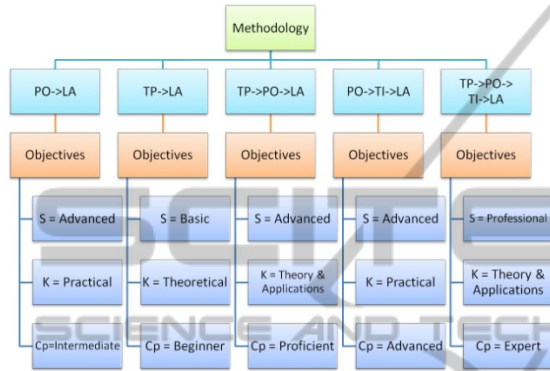 Methodology
PO->LA
TP->LA
TP->PO->LA
PO->TI->LA
TP->PO->
TI->LA
Objectives
Objectives
Objectives
Objectives
Objectives
S = Advanced
S = Basic
S = Advanced
S = Advanced
S = Professional
K = Practical
K = Theoretical
K = Theory &
Applications
K = Practical
K = Theory &
Applications
Cp=Intermediate
Cp = Beginner
Cp = Proficient
Cp = Advanced
Cp = Expert
SCITE
SCIENCE AND TECH